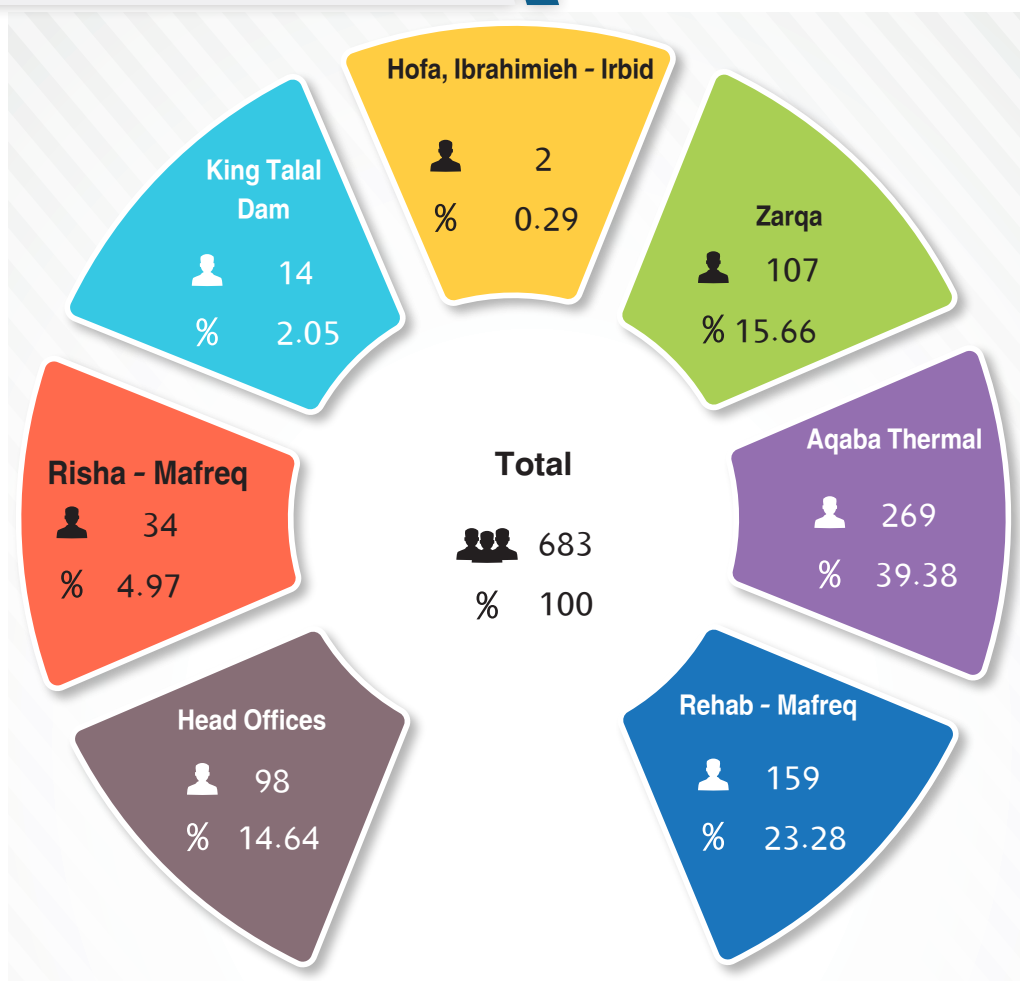 Hofa, Ibrahimieh - Irbid
2
% 0.29
Zarqa
107
% 15.66
Aqaba Thermal
269
% 39.38
Rehab - Mafreq
159
% 23.28
Head Offices
98
% 14.64
Risha - Mafreq
34
% 4.97
King Talal
Dam
14
% 2.05
Total
683
% 100